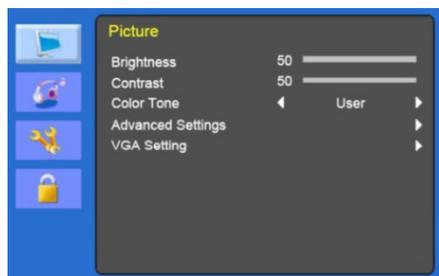 Picture
Brightness 50
Contrast 50
Color Tone User
Advanced Settings
VGA Setting